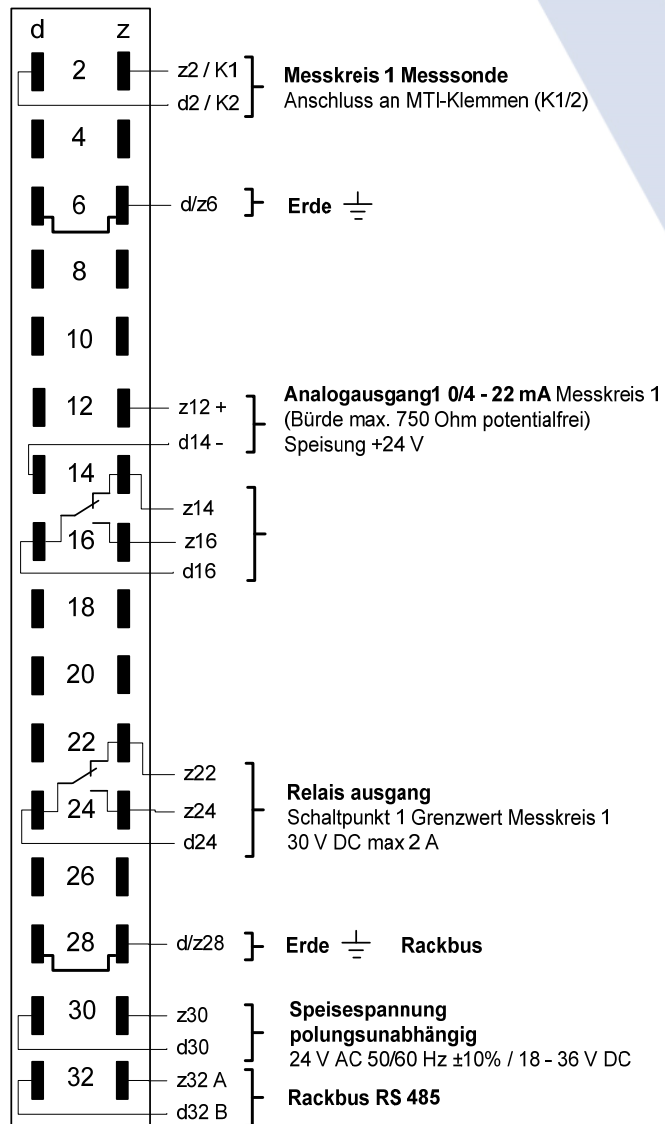 d z
2 z2 / K1
d2 / K2
Messkreis 1 Messsonde
Anschluss an MTI-Klemmen (K1/2)
4
6 d/z6 Erde
8
10
12 z12 +
d14 -
Analogausgang1 0/4 - 22 mA Messkreis 1
(Bürde max. 750 Ohm potentialfrei)
Speisung +24 V
14
z14
16 z16
d16
18
20
22
z22
24 z24
d24
Relais ausgang
Schaltpunkt 1 Grenzwert Messkreis 1
30 V DC max 2 A
26
28 d/z28 Erde Rackbus
30 z30
d30
Speisespannung
polungsunabhängig
24 V AC 50/60 Hz ±10% / 18 - 36 V DC
32 z32 A
d32 B
Rackbus RS 485